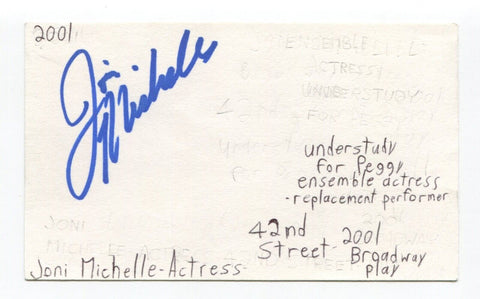 2001
Joni Michelle
understudy
for Peggy
ensemble actress
-replacement performer
42nd
Street- 2001
Broadway
play
Joni Michelle-Actress